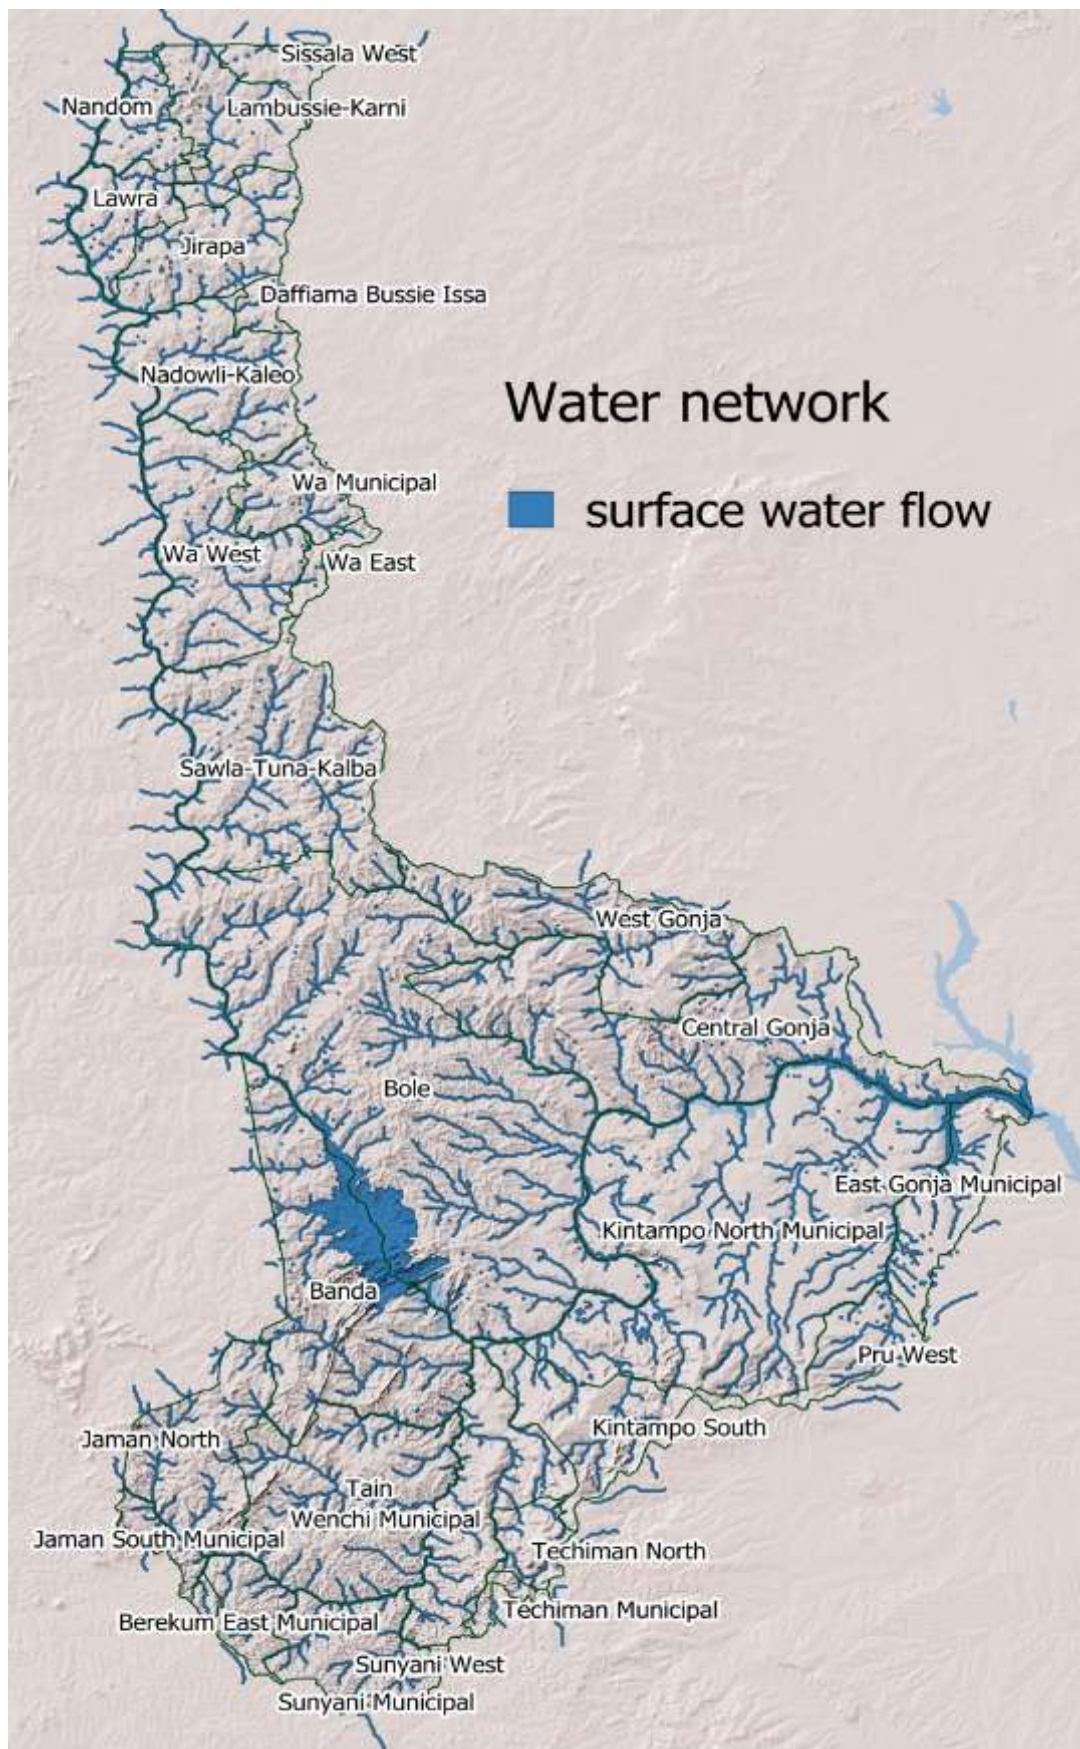 Sissala West
Nandom
Lambussie-Karni
Lawra
Jirapa
Daffiama Bussie Issa
Nadowli-Kaleo
Water network
Wa Municipal
surface water flow
Wa West
Wa East
Sawla-Tuna-Kalba
West Gonja
Central Gonja
Bole
East Gonja Municipal
Kintampo North Municipal
Banda
Pru West
Kintampo South
Jaman North
Tain
Wenchi Municipal
Jaman South Municipal
Techiman North
Techiman Municipal
Berekum East Municipal
Sunyani West
Sunyani Municipal